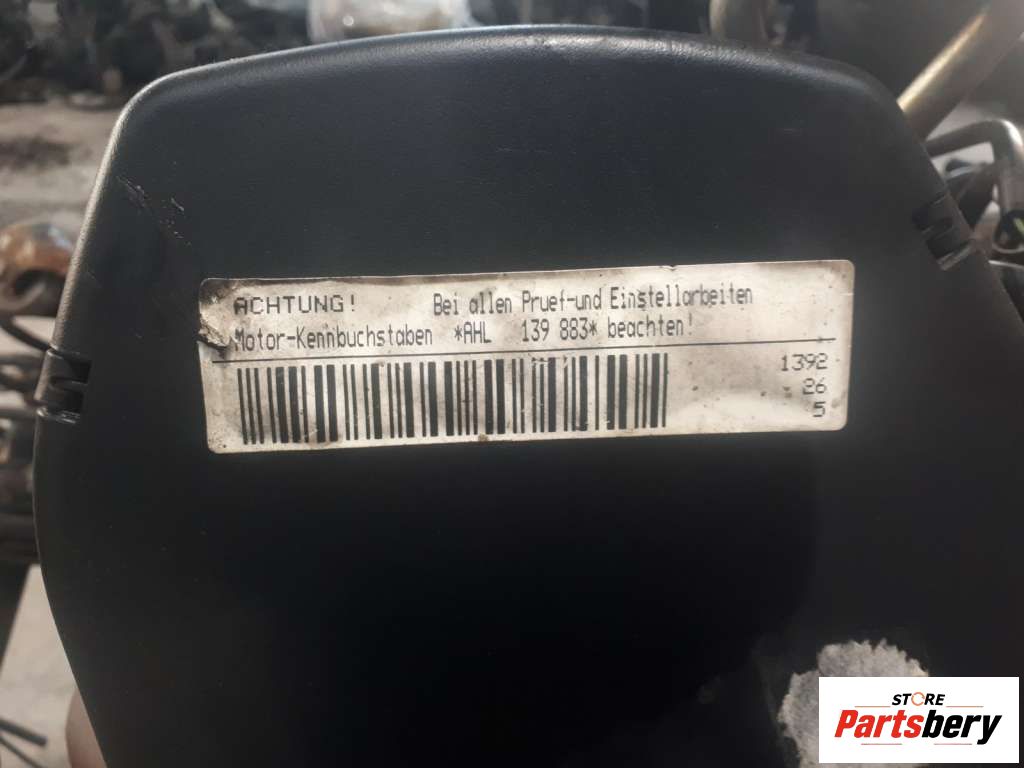 ACHTUNG! Bei allen Pruef-und Einstellarbeiten
Motor-Kennbuchstaben *AHL 139 883* beachten!
1392
26
5
STORE
Partsbery